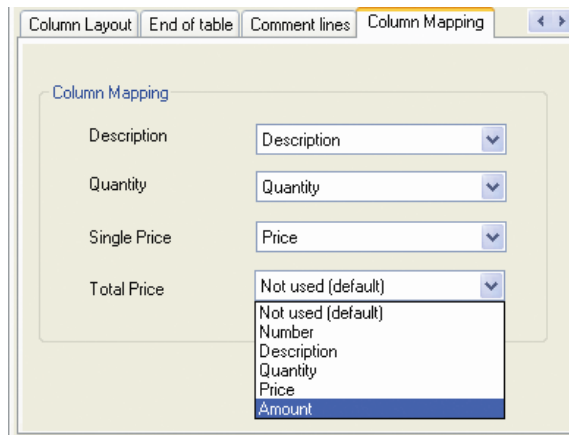 Column Layout End of table Comment lines Column Mapping
Column Mapping
Description Description
Quantity Quantity
Single Price Price
Total Price Not used (default)
Not used (default)
Number
Description
Quantity
Price
Amount